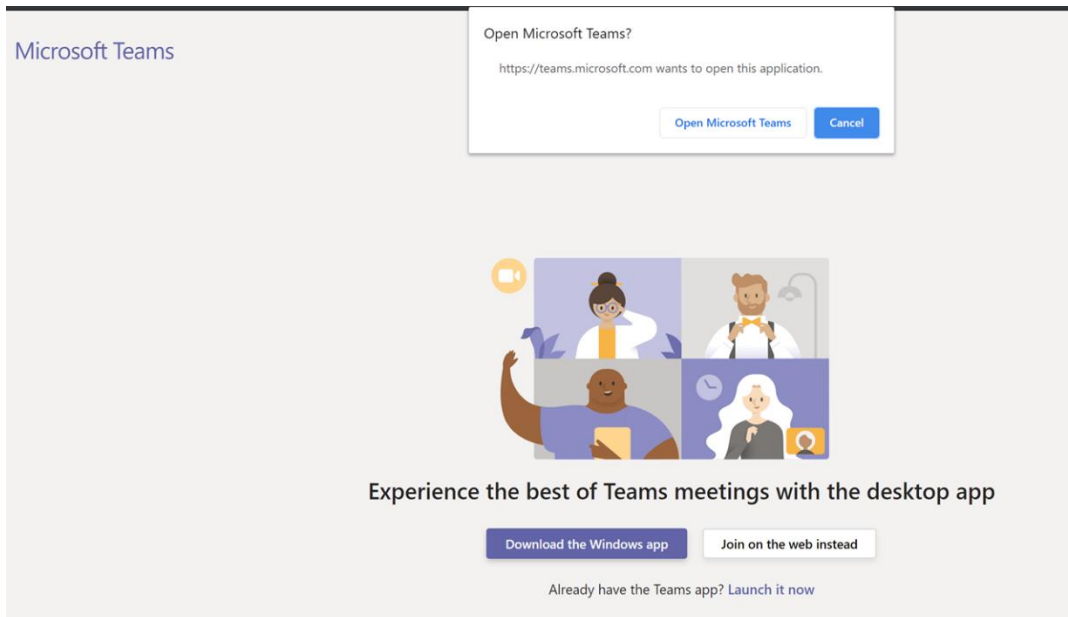 Microsoft Teams
Open Microsoft Teams?
https://teams.microsoft.com wants to open this application.
Open Microsoft Teams Cancel
Experience the best of Teams meetings with the desktop app
Download the Windows app Join on the web instead
Already have the Teams app? Launch it now